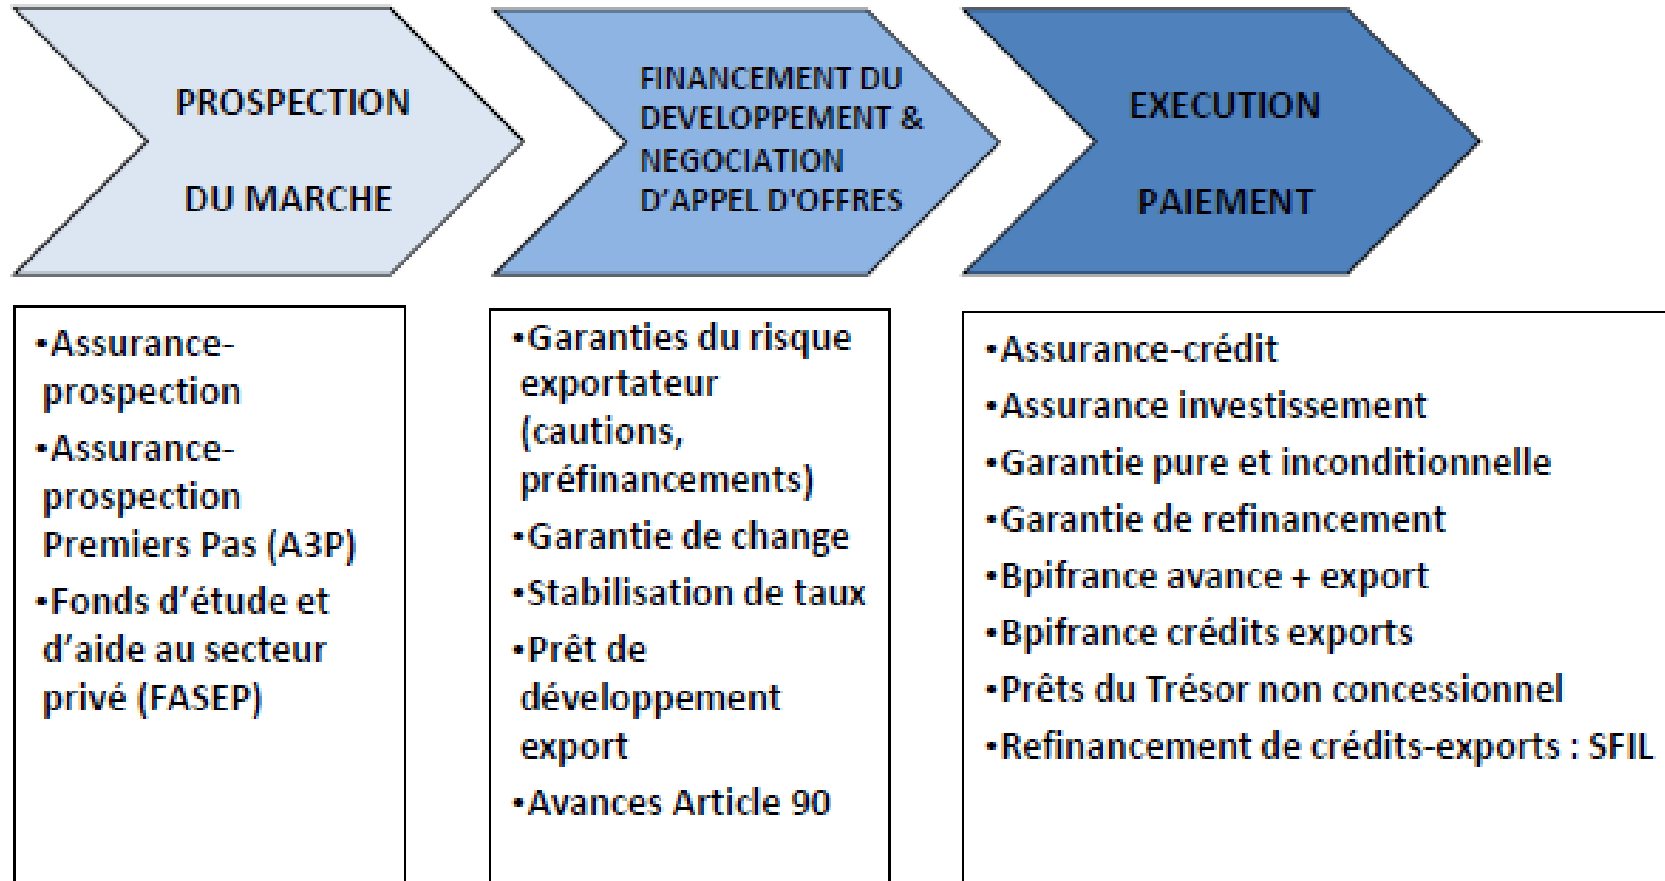 PROSPECTION
DU MARCHE
FINANCEMENT DU
DEVELOPPEMENT &
NEGOCIATION
D’APPEL D'OFFRES
EXECUTION
PAIEMENT
•Assurance-
prospection
•Assurance-
prospection
Premiers Pas (A3P)
•Fonds d’étude et
d’aide au secteur
privé (FASEP)
•Garanties du risque
exportateur
(cautions,
préfinancements)
•Garantie de change
•Stabilisation de taux
•Prêt de
développement
export
•Avances Article 90
•Assurance-crédit
•Assurance investissement
•Garantie pure et inconditionnelle
•Garantie de refinancement
•Bpifrance avance + export
•Bpifrance crédits exports
•Prêts du Trésor non concessionnel
•Refinancement de crédits-exports : SFIL